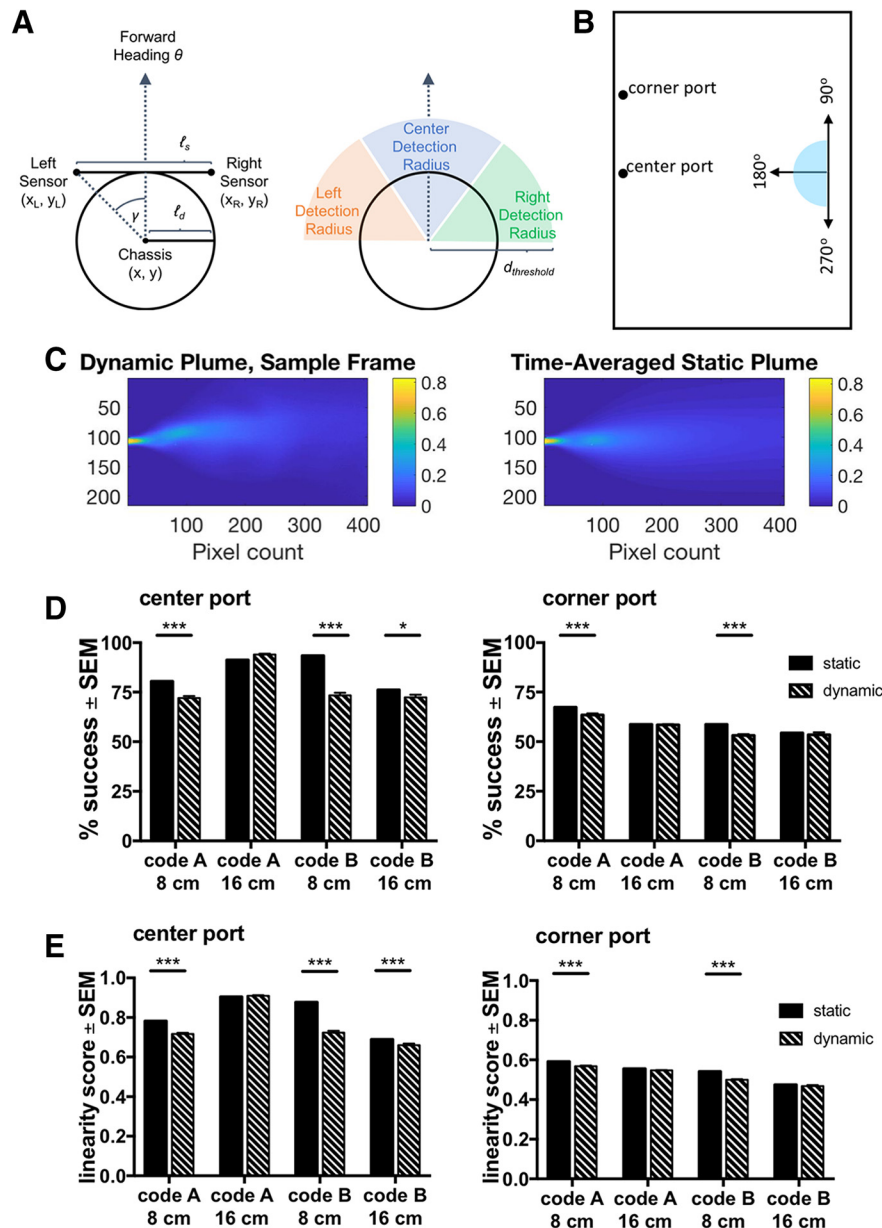 A
Forward
Heading θ
ℓs
Left
Sensor
(xL, yL)
Right
Sensor
(xR, yR)
γ
ℓd
Chassis
(x, y)
Center
Detection
Radius
Left
Detection
Radius
Right
Detection
Radius
dthreshold
B
corner port
center port
90°
180°
270°
C
Dynamic Plume, Sample Frame
50
100
150
200
100 200 300 400
Pixel count
0.8
0.6
0.4
0.2
0
Time-Averaged Static Plume
50
100
150
200
100 200 300 400
Pixel count
0.8
0.6
0.4
0.2
0
D
center port
% success ± SEM
100
75
50
25
0
*** *** *
code A code A code B code B
8 cm 16 cm 8 cm 16 cm
corner port
% success ± SEM
100
75
50
25
0
*** ***
code A code A code B code B
8 cm 16 cm 8 cm 16 cm
static
dynamic
E
center port
linearity score ± SEM
1.0
0.8
0.6
0.4
0.2
0.0
*** *** ***
code A code A code B code B
8 cm 16 cm 8 cm 16 cm
corner port
linearity score ± SEM
1.0
0.8
0.6
0.4
0.2
0.0
*** ***
code A code A code B code B
8 cm 16 cm 8 cm 16 cm
static
dynamic